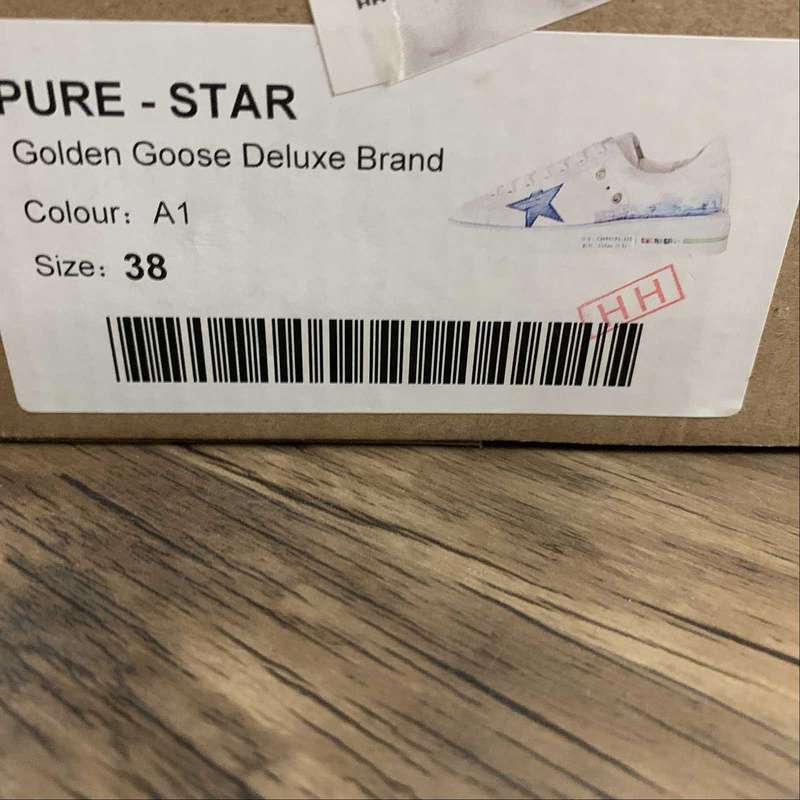 PURE - STAR
Golden Goose Deluxe Brand
Colour: A1
Size: 38
HH